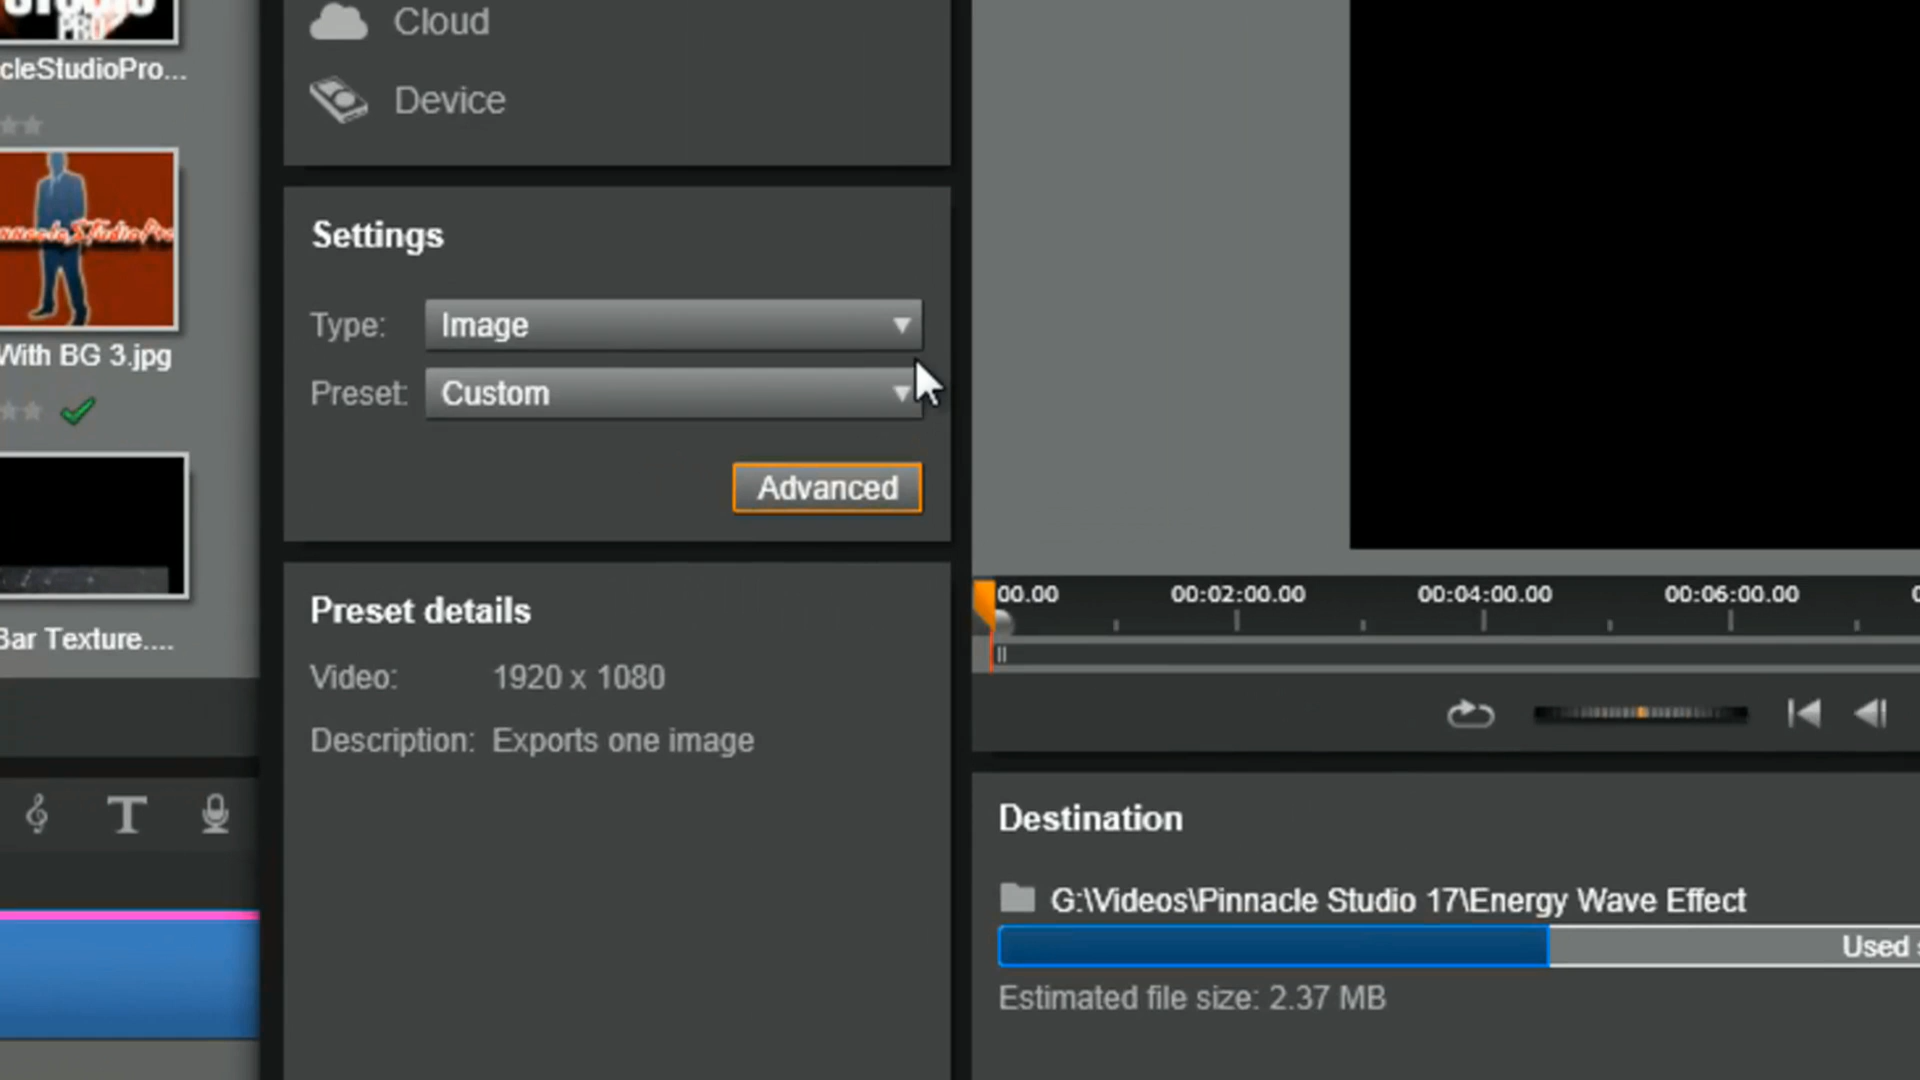 PRO
cleStudioPro...
With BG 3.jpg
Bar Texture....
Cloud
Device
Settings
Type: Image
Preset: Custom
Advanced
Preset details
Video: 1920 x 1080
Description: Exports one image
00.00 00:02:00.00 00:04:00.00 00:06:00.00
Destination
G:\Videos\Pinnacle Studio 17\Energy Wave Effect
Used
Estimated file size: 2.37 MB